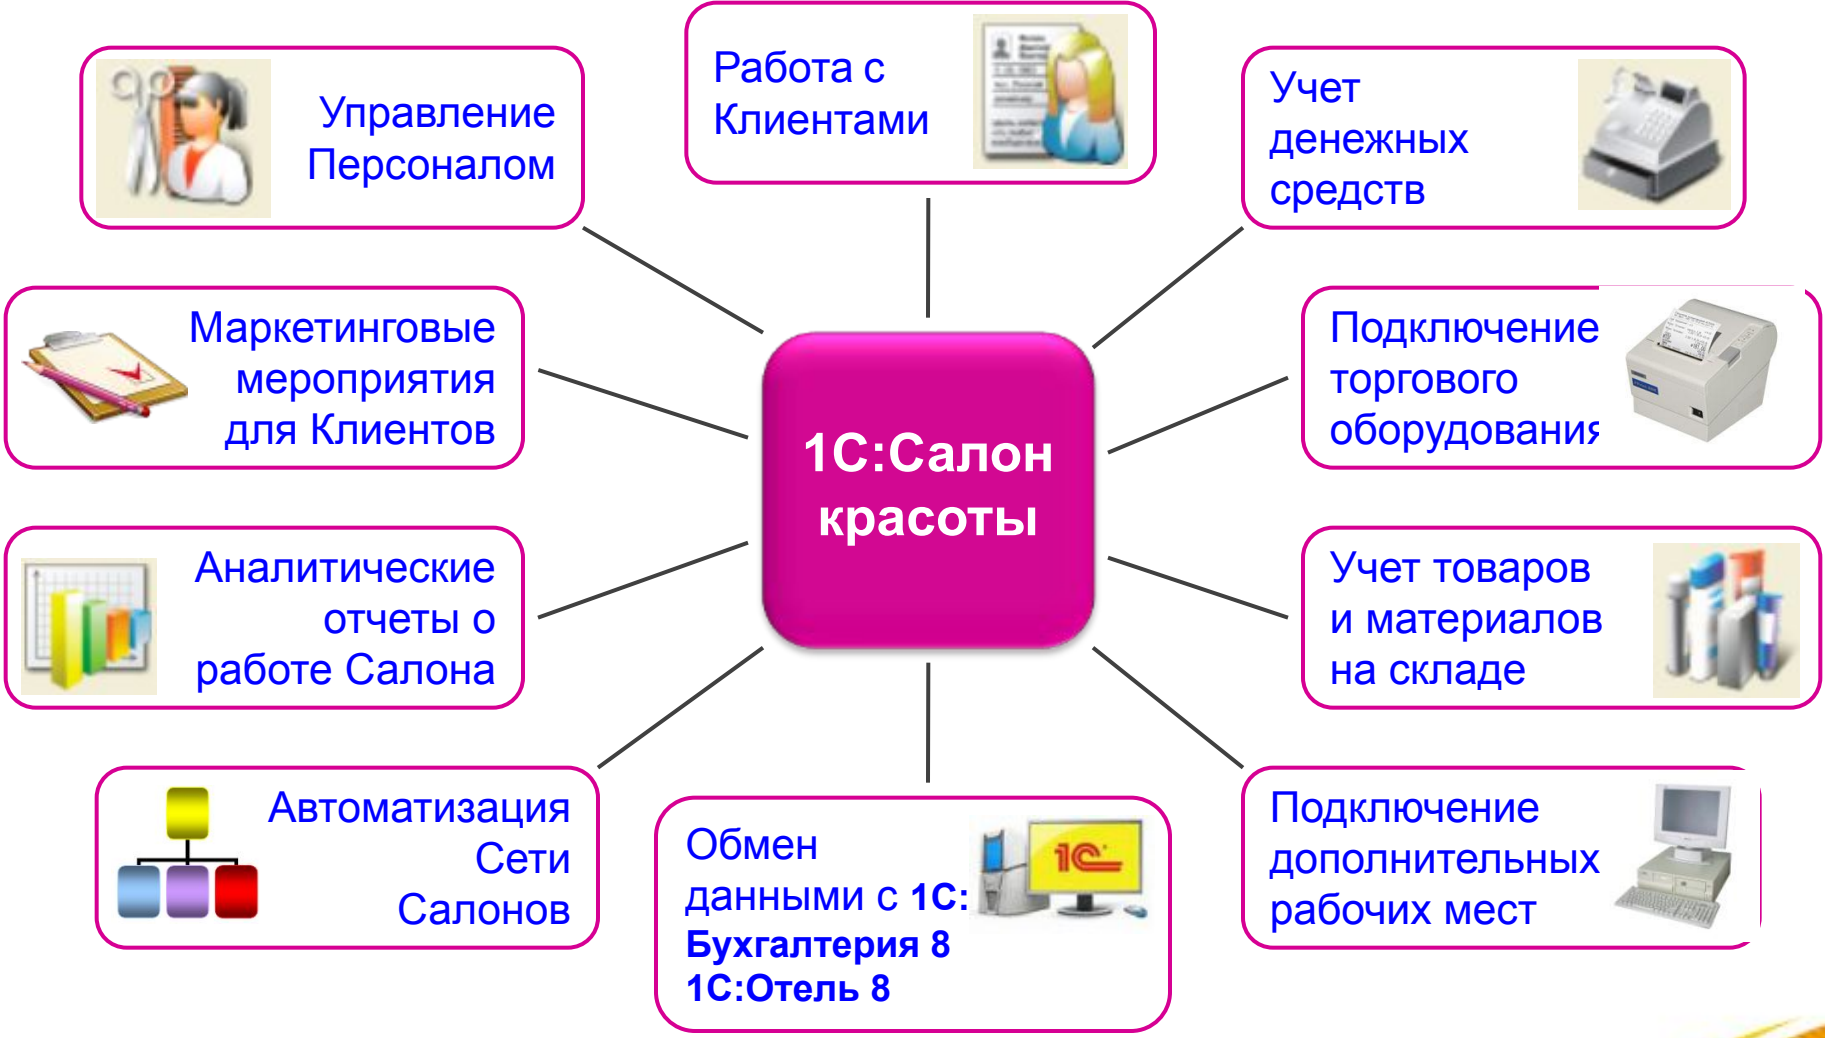 Управление
Персоналом
Работа с
Клиентами
Учет
денежных
средств
Маркетинговые
мероприятия
для Клиентов
Подключение
торгового
оборудования
1С:Салон
красоты
Аналитические
отчеты о
работе Салона
Учет товаров
и материалов
на складе
Автоматизация
Сети
Салонов
Обмен
данными с 1С:
Бухгалтерия 8
1С:Отель 8
1С
Подключение
дополнительных
рабочих мест